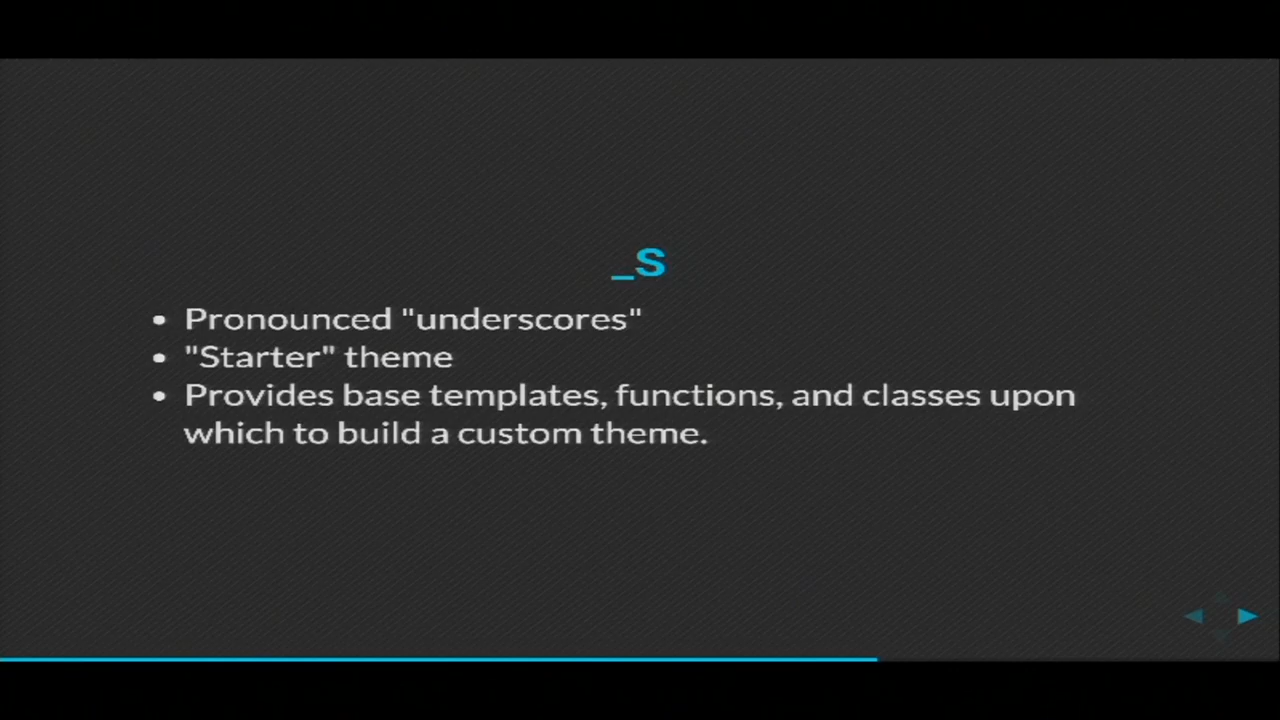 _s
• Pronounced "underscores"
• "Starter" theme
• Provides base templates, functions, and classes upon
which to build a custom theme.